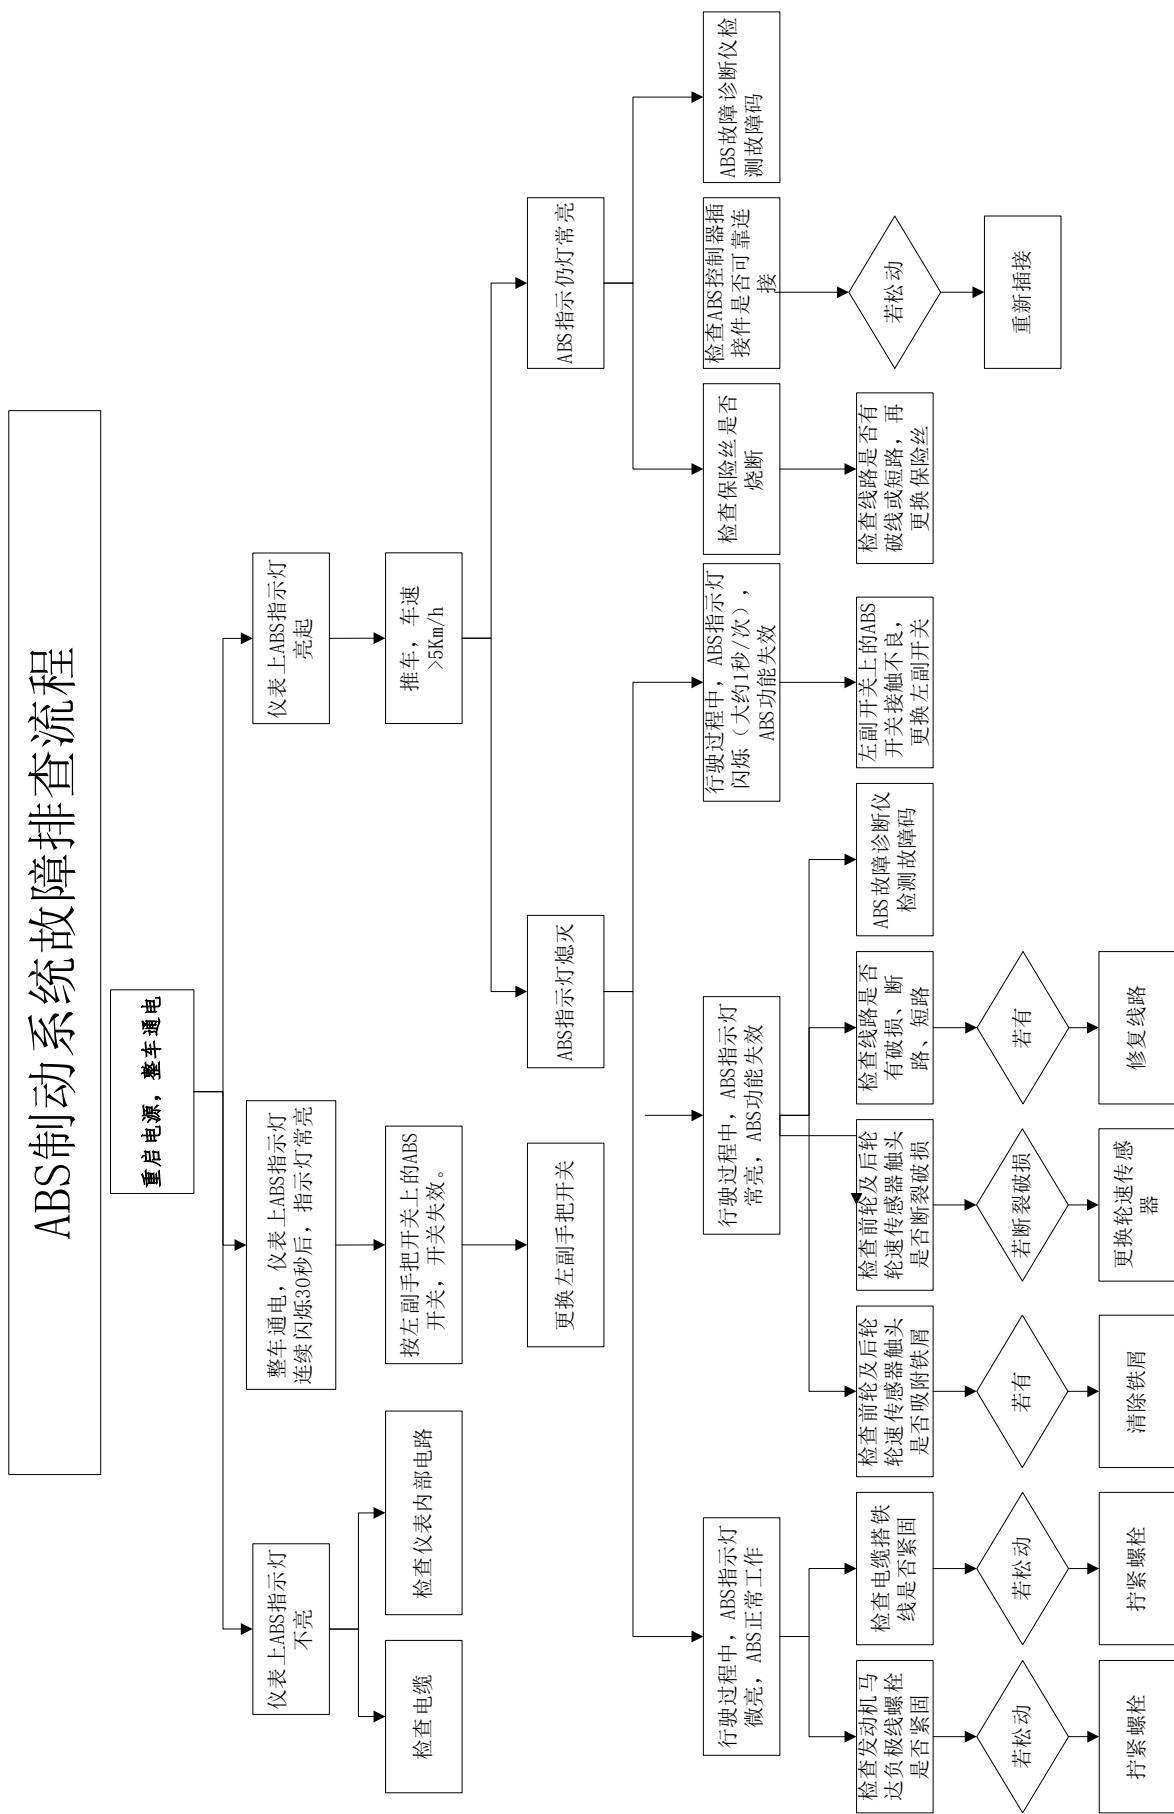 ABS制动系统故障排查流程
重启电源，整车通电
仪表上ABS指示灯
不亮
整车通电，仪表上ABS指示灯
连续闪烁30秒后，指示灯常亮
仪表上ABS指示灯
亮起
检查电缆
检查仪表内部电路
按左副手把开关上的ABS
开关，开关失效。
推车，车速
>5Km/h
更换左副手把开关
ABS指示灯熄灭
ABS指示仍灯常亮
行驶过程中，ABS指示灯
微亮，ABS正常工作
行驶过程中，ABS指示灯
常亮，ABS功能失效
行驶过程中，ABS指示灯
闪烁（大约1秒/次），
ABS功能失效
检查保险丝是否
烧断
检查ABS控制器插
接件是否可靠连
接
ABS故障诊断仪检
测故障码
检查发动机马
达负极线螺栓
是否紧固
检查电缆搭铁
线是否紧固
检查前轮及后轮
轮速传感器触头
是否吸附铁屑
检查前轮及后轮
轮速传感器触头
是否断裂破损
检查线路是否
有破损、断
路、短路
ABS故障诊断仪
检测故障码
左副开关上的ABS
开关接触不良，
更换左副开关
检查线路是否有
破线或短路，再
更换保险丝
若松动
若松动
若松动
若有
若断裂破损
若有
重新插接
拧紧螺栓
拧紧螺栓
清除铁屑
更换轮速传感
器
修复线路